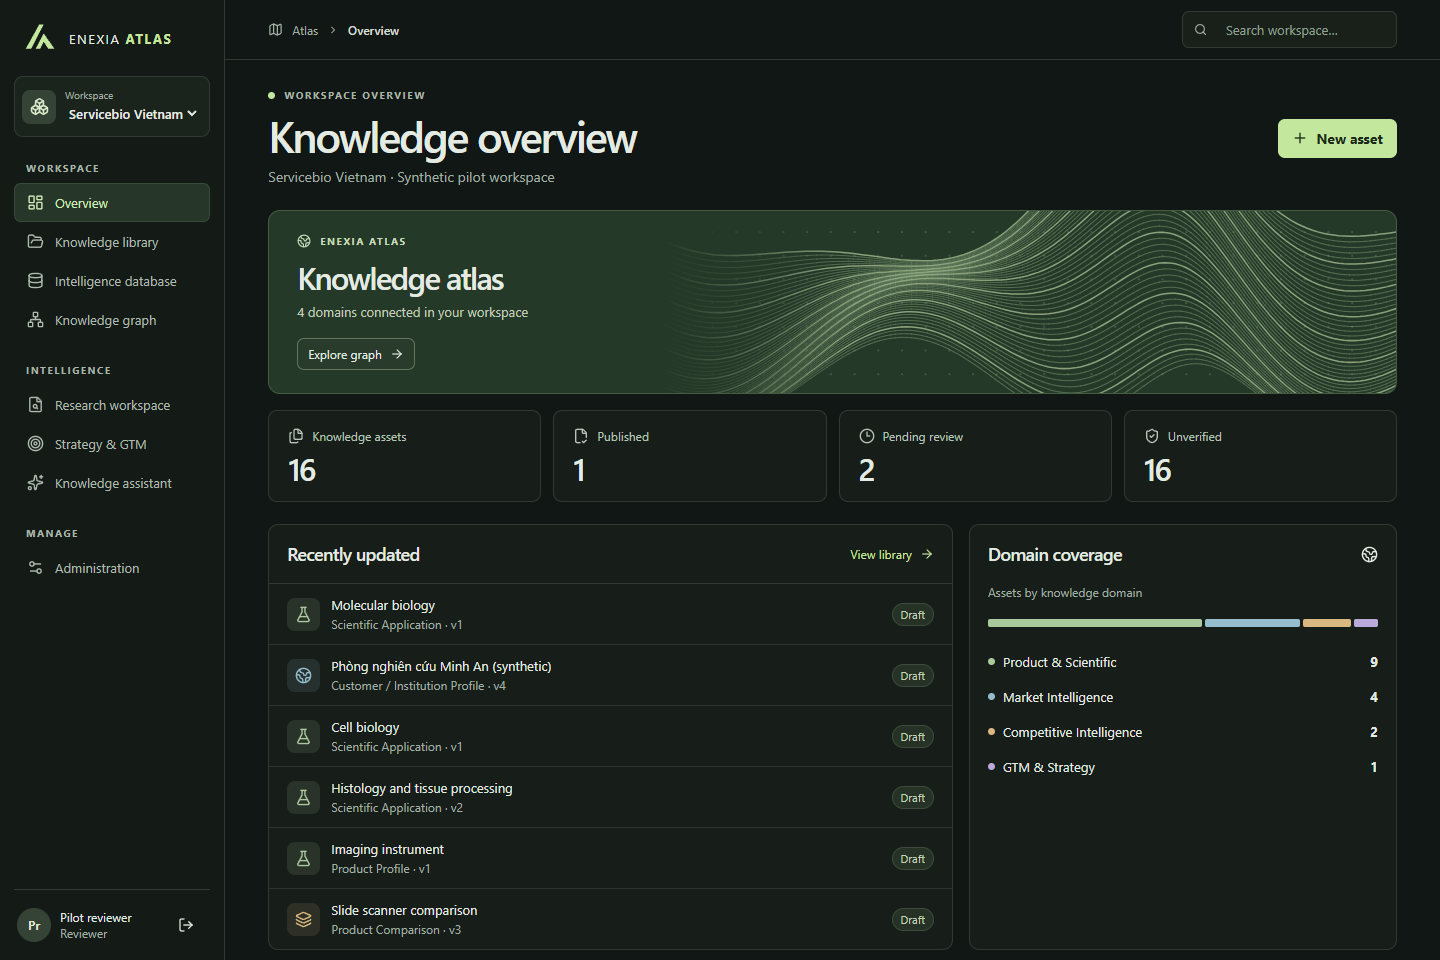 ENEXIA ATLAS
Workspace
Servicebio Vietnam
WORKSPACE
Overview
Knowledge library
Intelligence database
Knowledge graph
INTELLIGENCE
Research workspace
Strategy & GTM
Knowledge assistant
MANAGE
Administration
Pr
Pilot reviewer
Reviewer
Atlas
Overview
Search workspace...
WORKSPACE OVERVIEW
Knowledge overview
Servicebio Vietnam · Synthetic pilot workspace
New asset
ENEXIA ATLAS
Knowledge atlas
4 domains connected in your workspace
Explore graph
Knowledge assets
16
Published
1
Pending review
2
Unverified
16
Recently updated
View library
Molecular biology
Scientific Application · v1
Draft
Phòng nghiên cứu Minh An (synthetic)
Customer / Institution Profile · v4
Draft
Cell biology
Scientific Application · v1
Draft
Histology and tissue processing
Scientific Application · v2
Draft
Imaging instrument
Product Profile · v1
Draft
Slide scanner comparison
Product Comparison · v3
Draft
Domain coverage
Assets by knowledge domain
Product & Scientific 9
Market Intelligence 4
Competitive Intelligence 2
GTM & Strategy 1